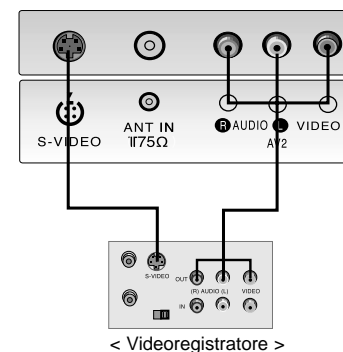 S-VIDEO
ANT IN
75Ω
R AUDIO L VIDEO
AV2
S-VIDEO
OUT
(R) AUDIO (L) VIDEO
IN
< Videoregistratore >